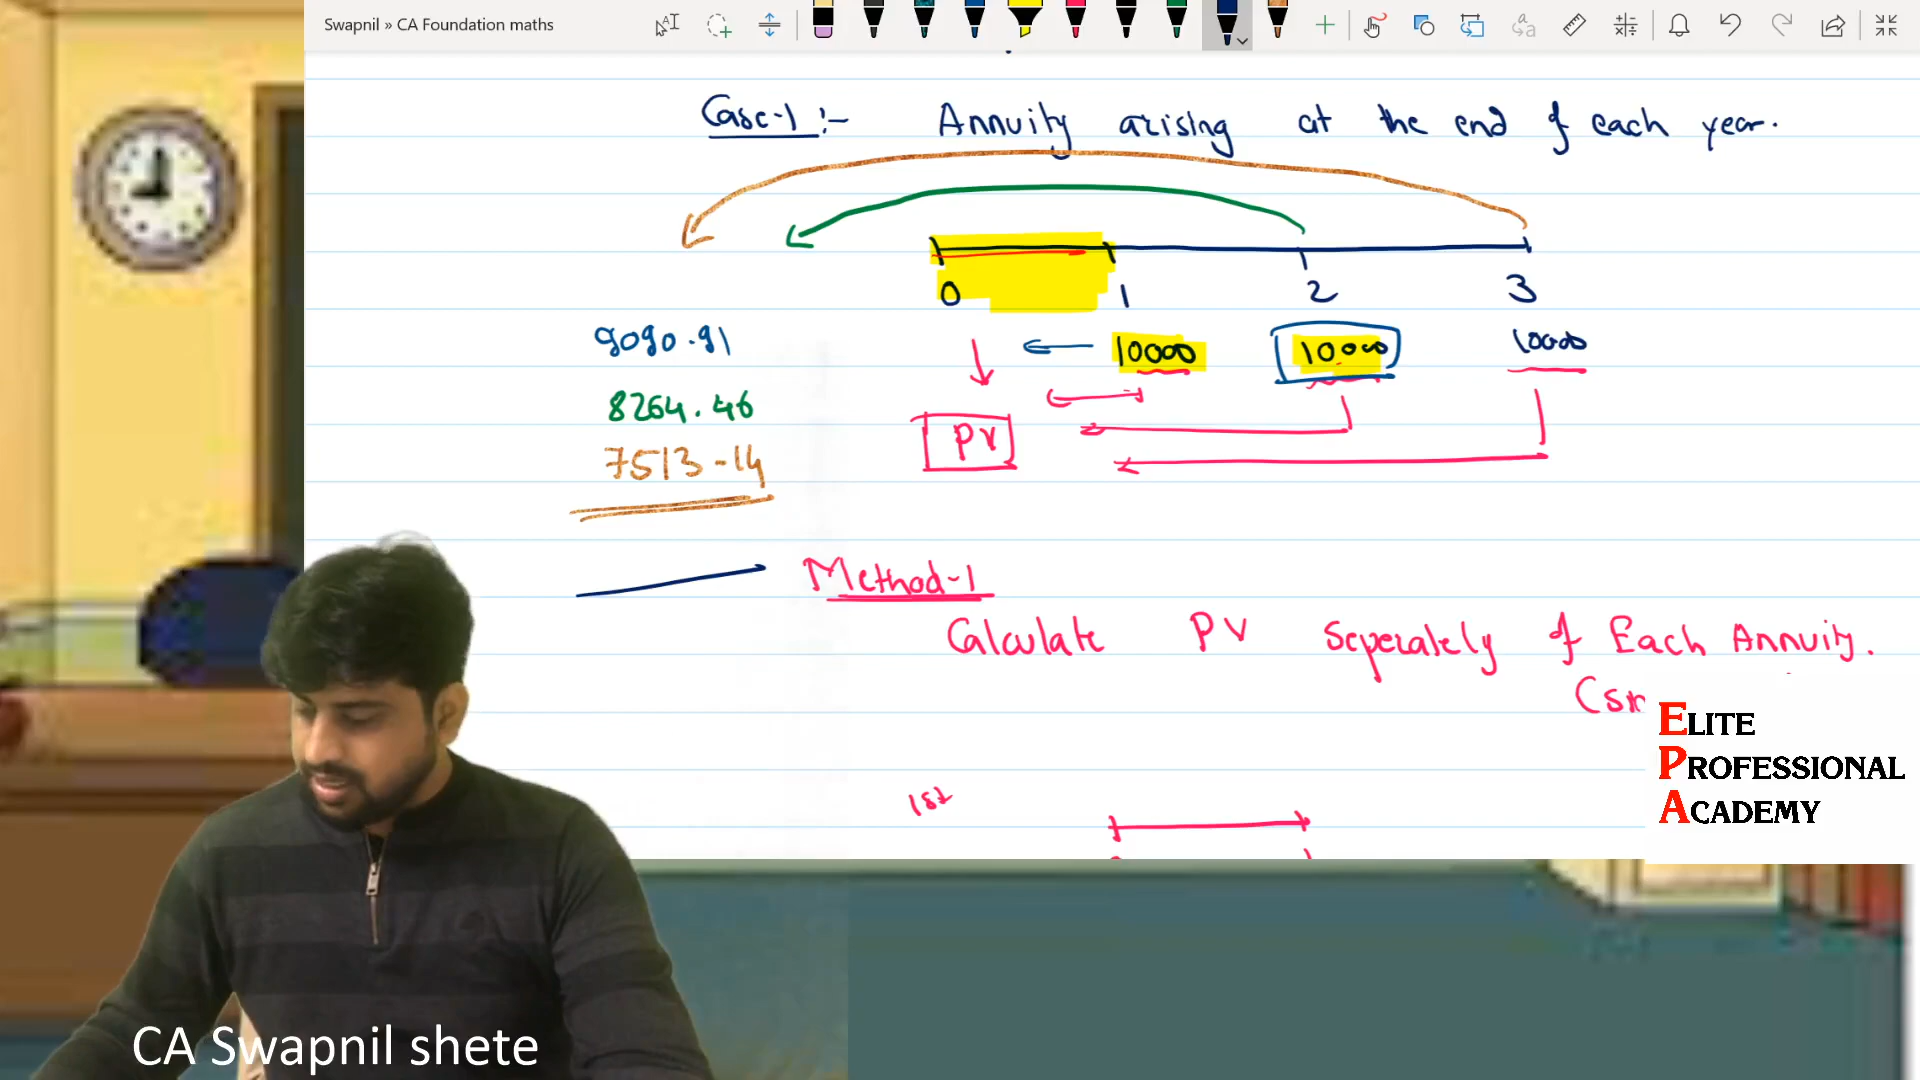 Swapnil » CA Foundation maths
Case-1 :- Annuity arising at the end of each year.
0 1 2 3
9090.91 10000 10000 10000
8264.46
PV
7513-14
Method-1
Calculate PV Seperately of Each Annuity.
1st
ELITE
PROFESSIONAL
ACADEMY
CA Swapnil shete